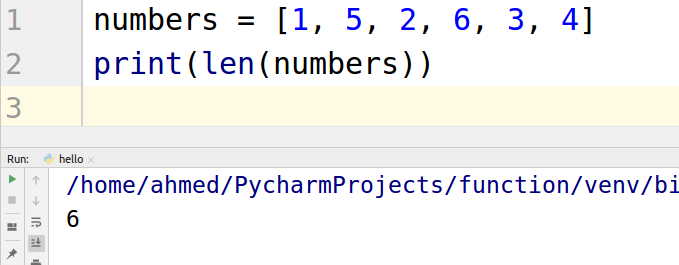 1 numbers = [1, 5, 2, 6, 3, 4]
2 print(len(numbers))
3
Run: hello ×
/home/ahmed/PycharmProjects/function/venv/bi
6